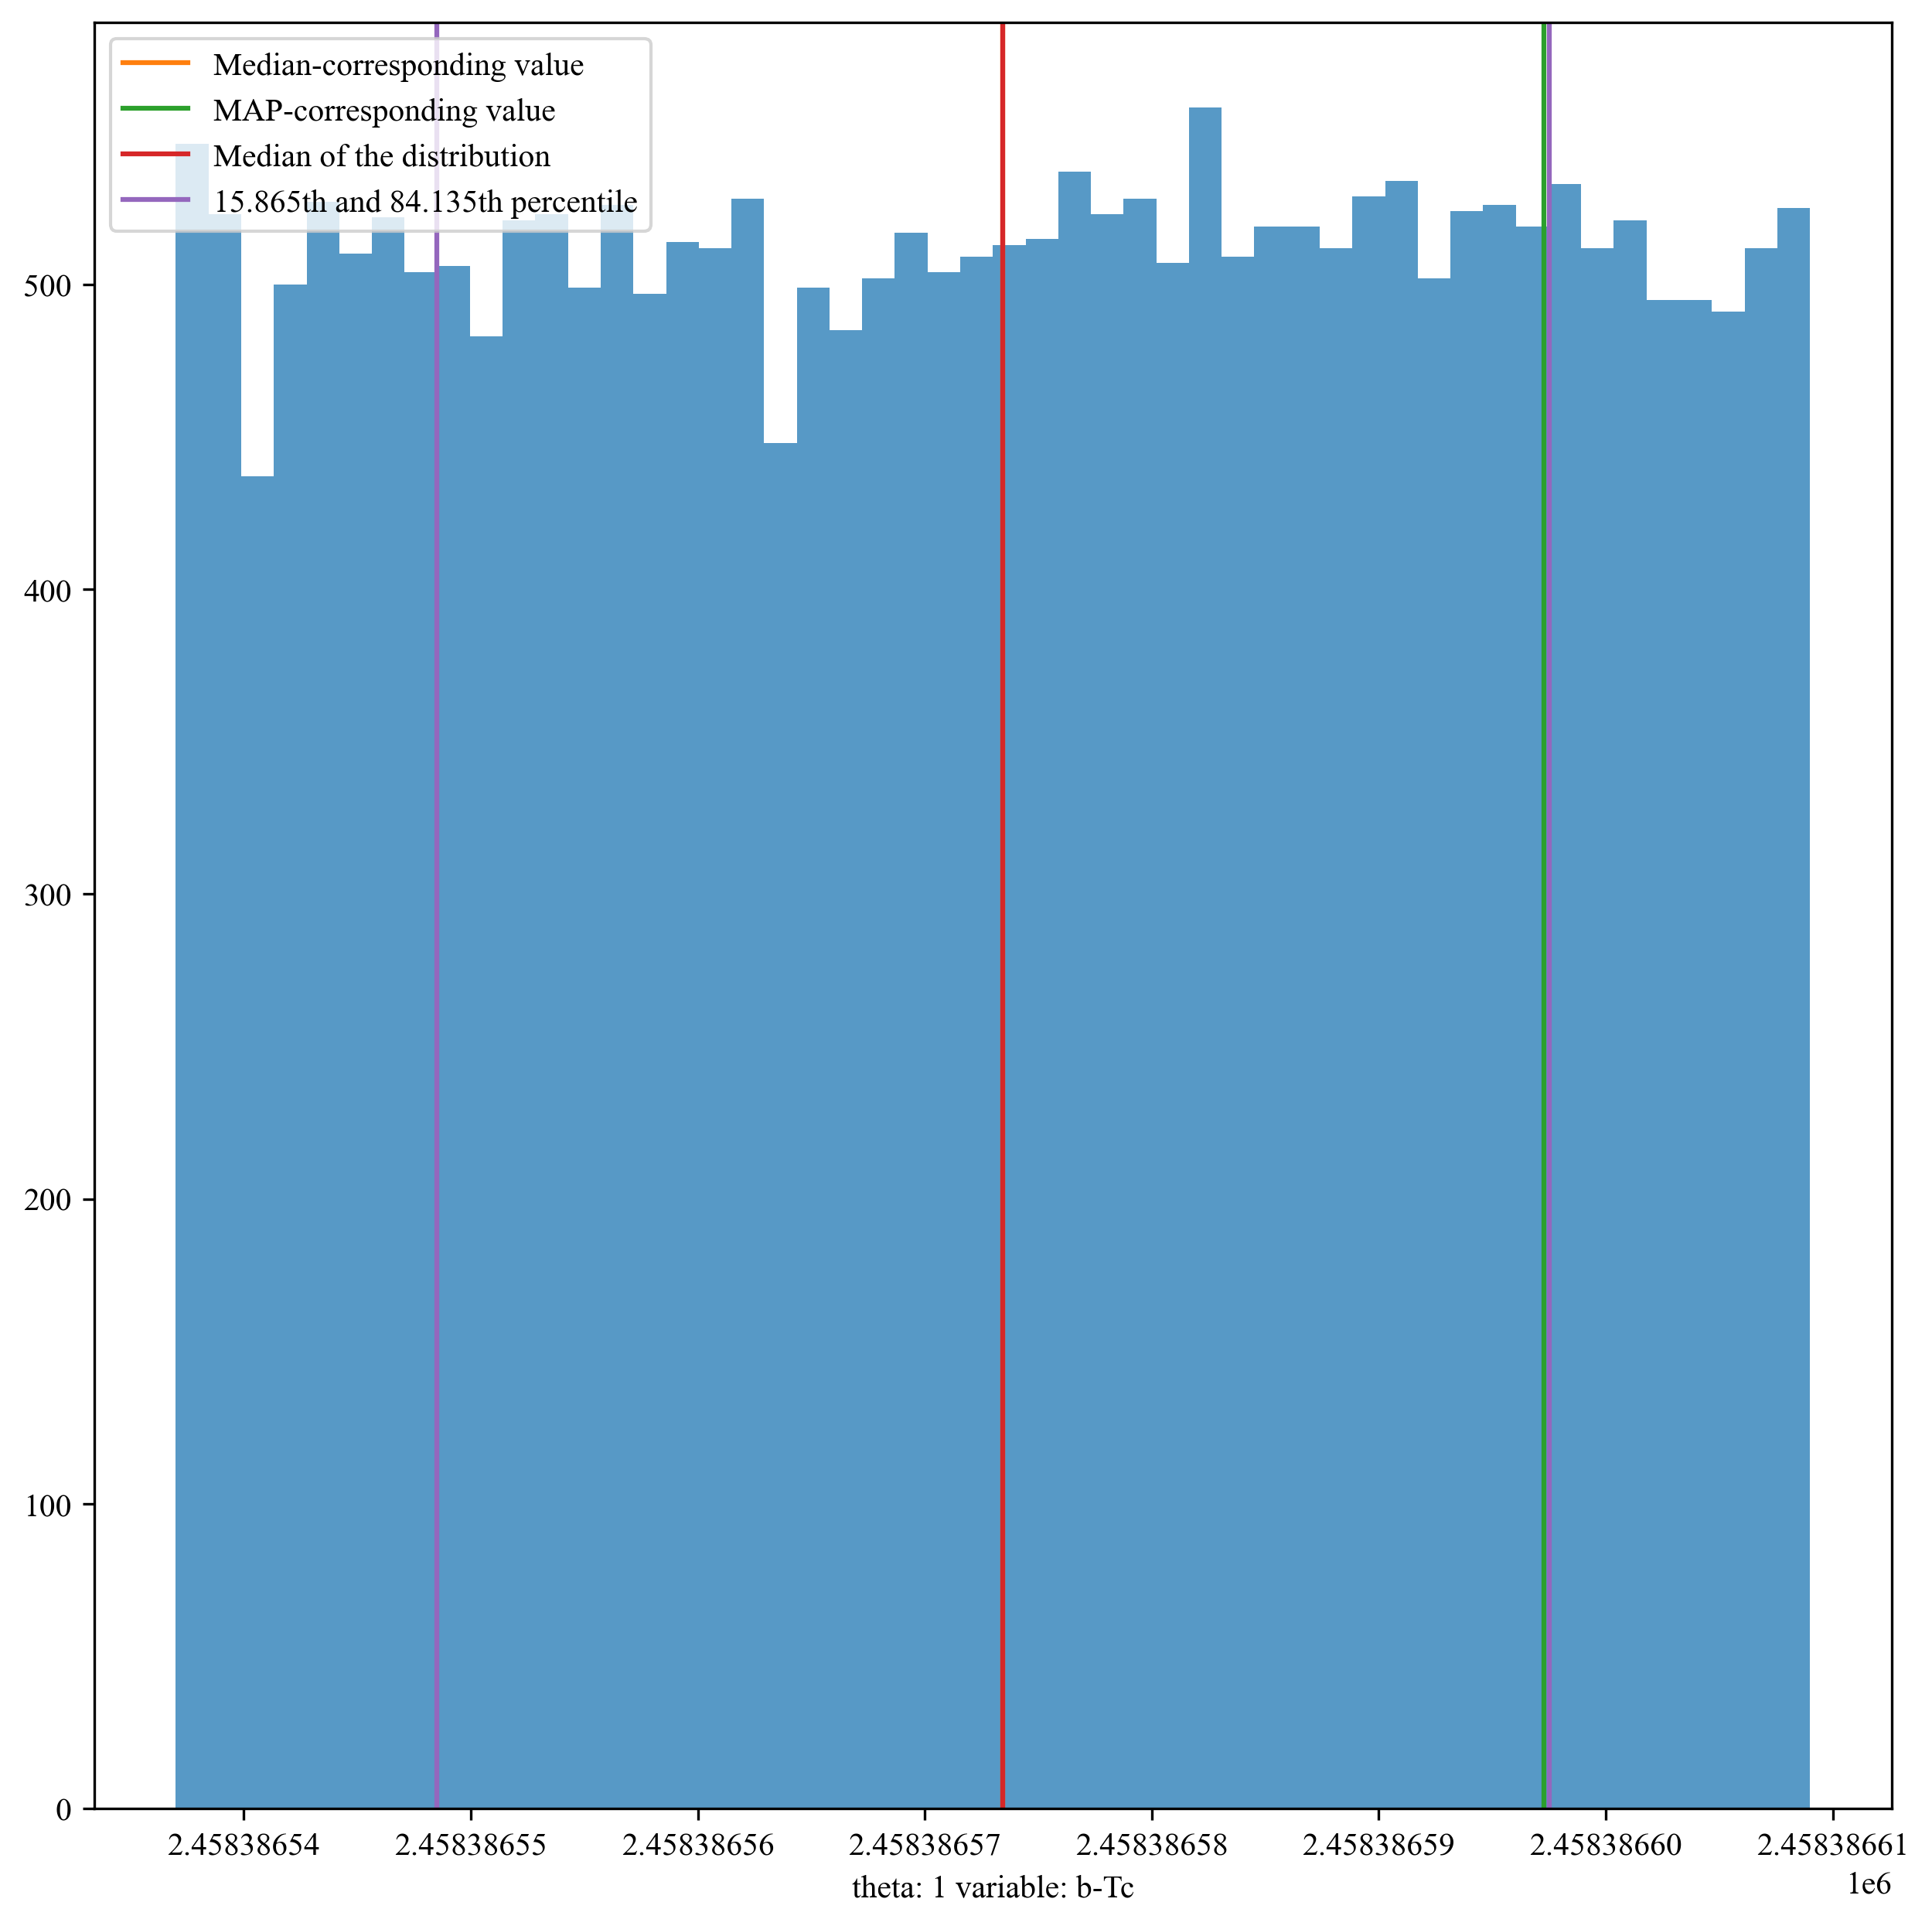 Median-corresponding value
MAP-corresponding value
Median of the distribution
15.865th and 84.135th percentile
500
400
300
200
100
0
2.45838654 2.45838655 2.45838656 2.45838657 2.45838658 2.45838659 2.45838660 2.45838661
1e6
theta: 1 variable: b-Tc